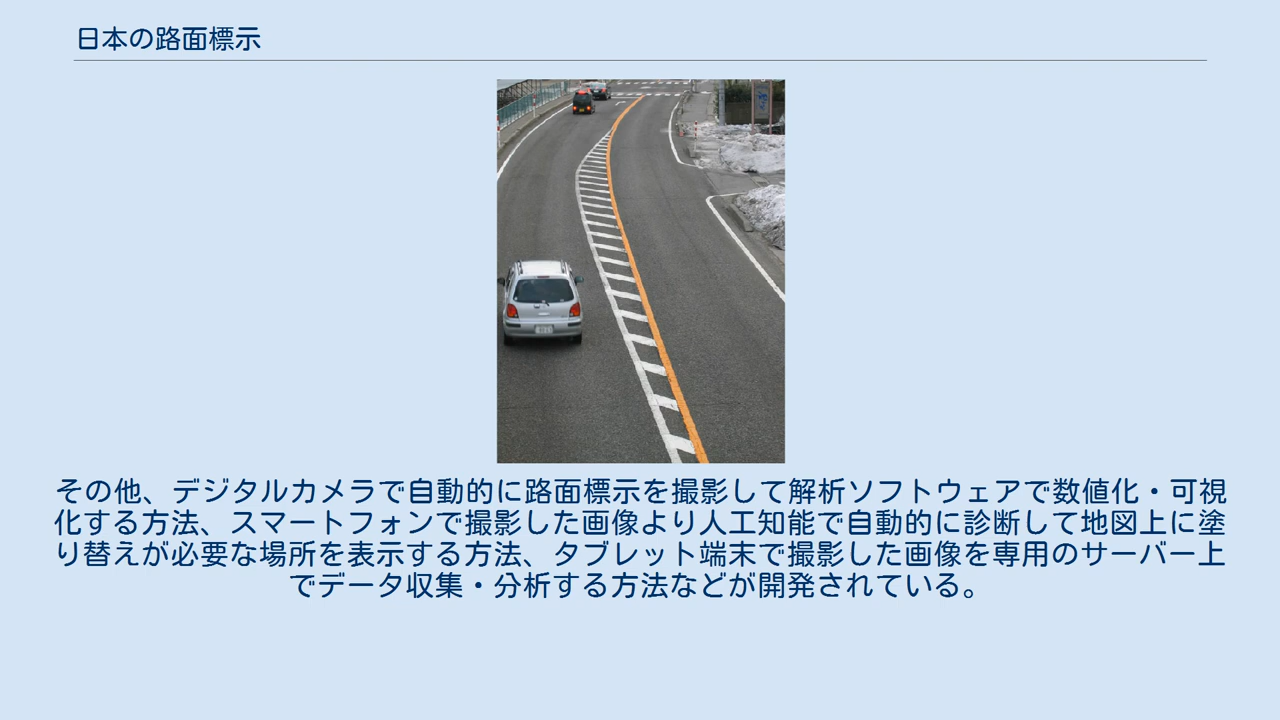 日本の路面標示
その他、デジタルカメラで自動的に路面標示を撮影して解析ソフトウェアで数値化・可視
化する方法、スマートフォンで撮影した画像より人工知能で自動的に診断して地図上に塗
り替えが必要な場所を表示する方法、タブレット端末で撮影した画像を専用のサーバー上
でデータ収集・分析する方法などが開発されている。